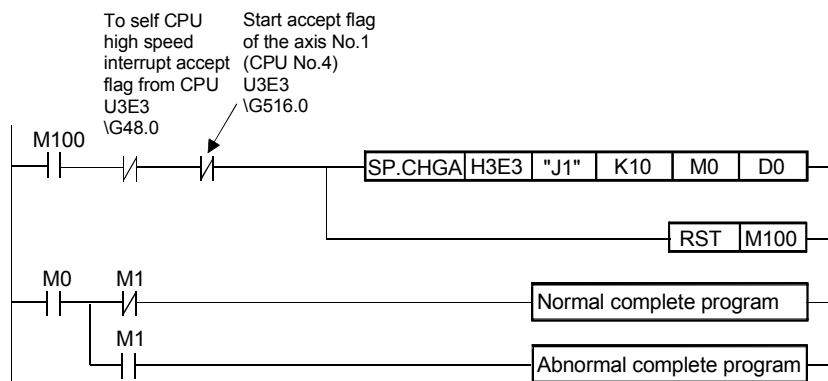 To self CPU
high speed
interrupt accept
flag from CPU
U3E3
\G48.0
Start accept flag
of the axis No.1
(CPU No.4)
U3E3
\G516.0
M100
SP.CHGA H3E3 "J1" K10 M0 D0
RST M100
M0 M1
Normal complete program
M1
Abnormal complete program